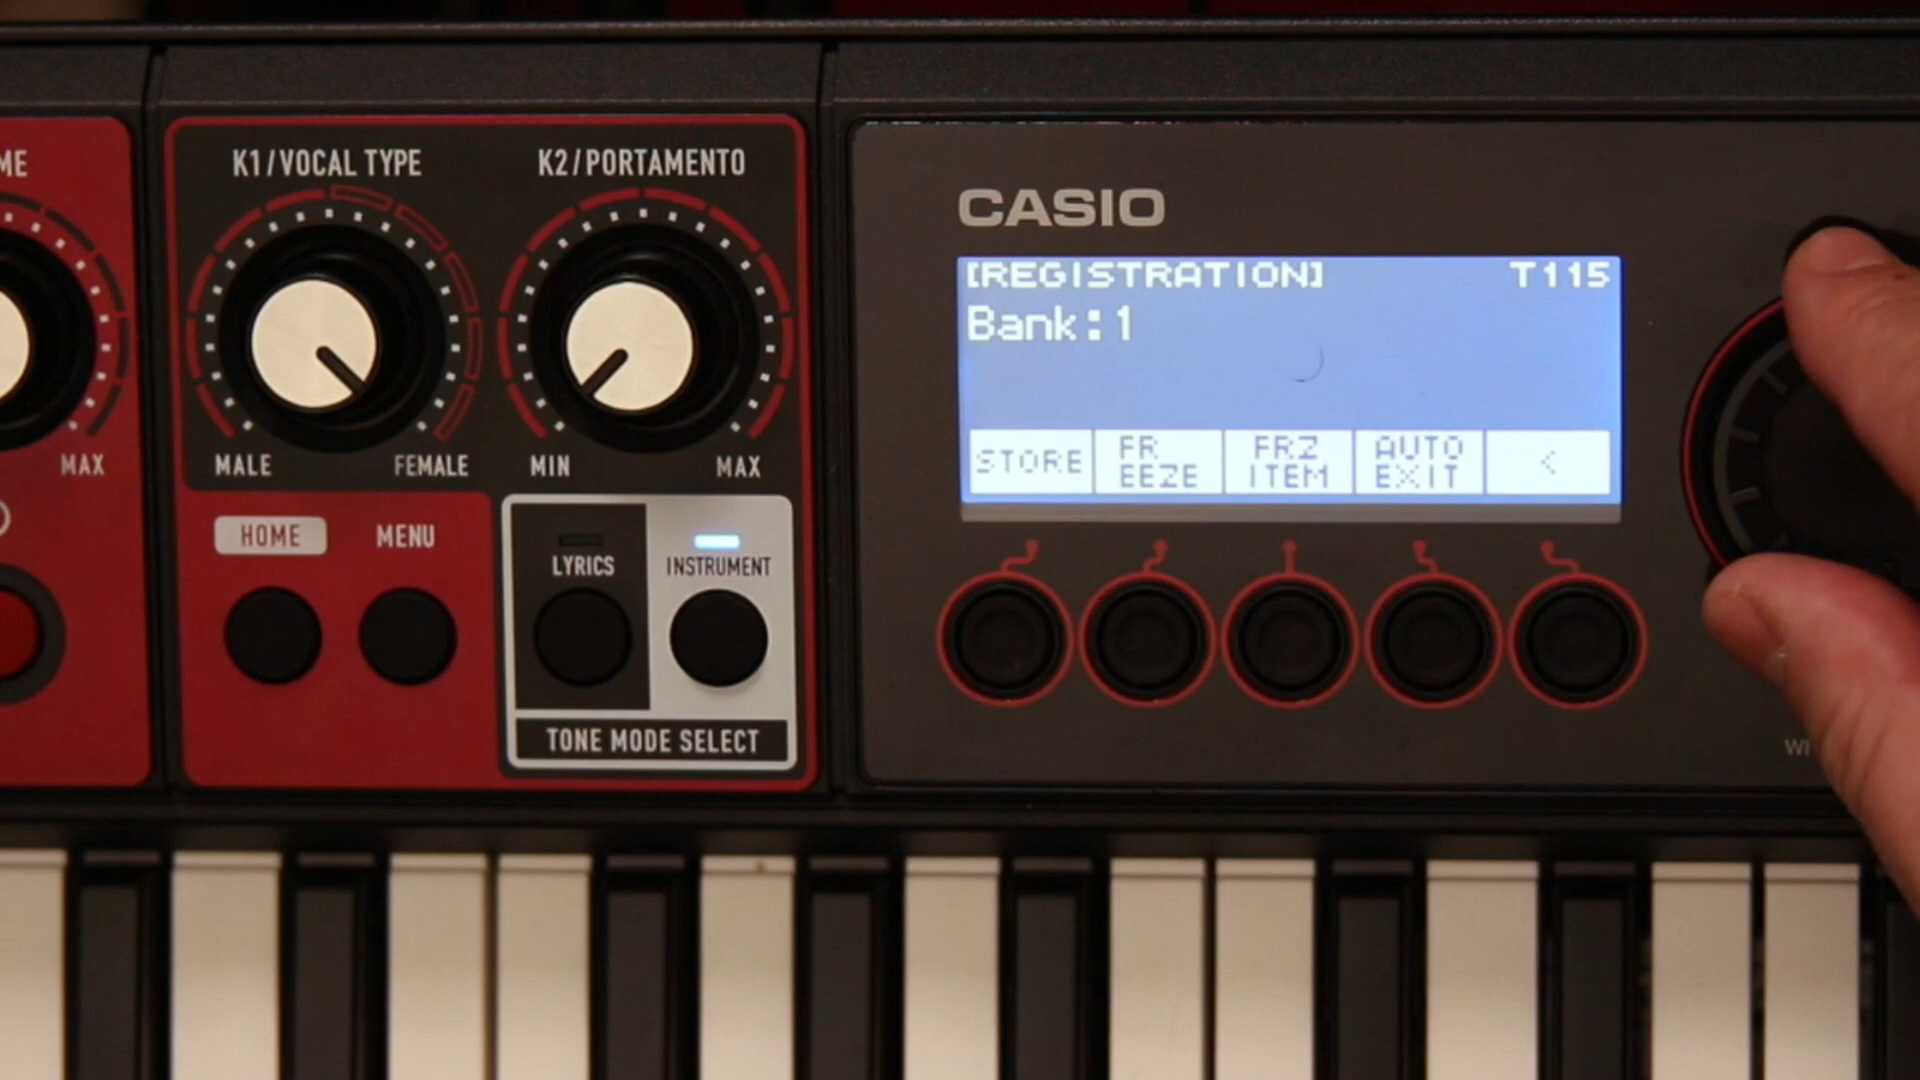 K1/VOCAL TYPE
K2/PORTAMENTO
MAX
MALE
FEMALE
MIN
MAX
HOME
MENU
LYRICS
INSTRUMENT
TONE MODE SELECT
CASIO
[REGISTRATION] T115
Bank:1
STORE
FR
EEZE
FRZ
ITEM
AUTO
EXIT
<